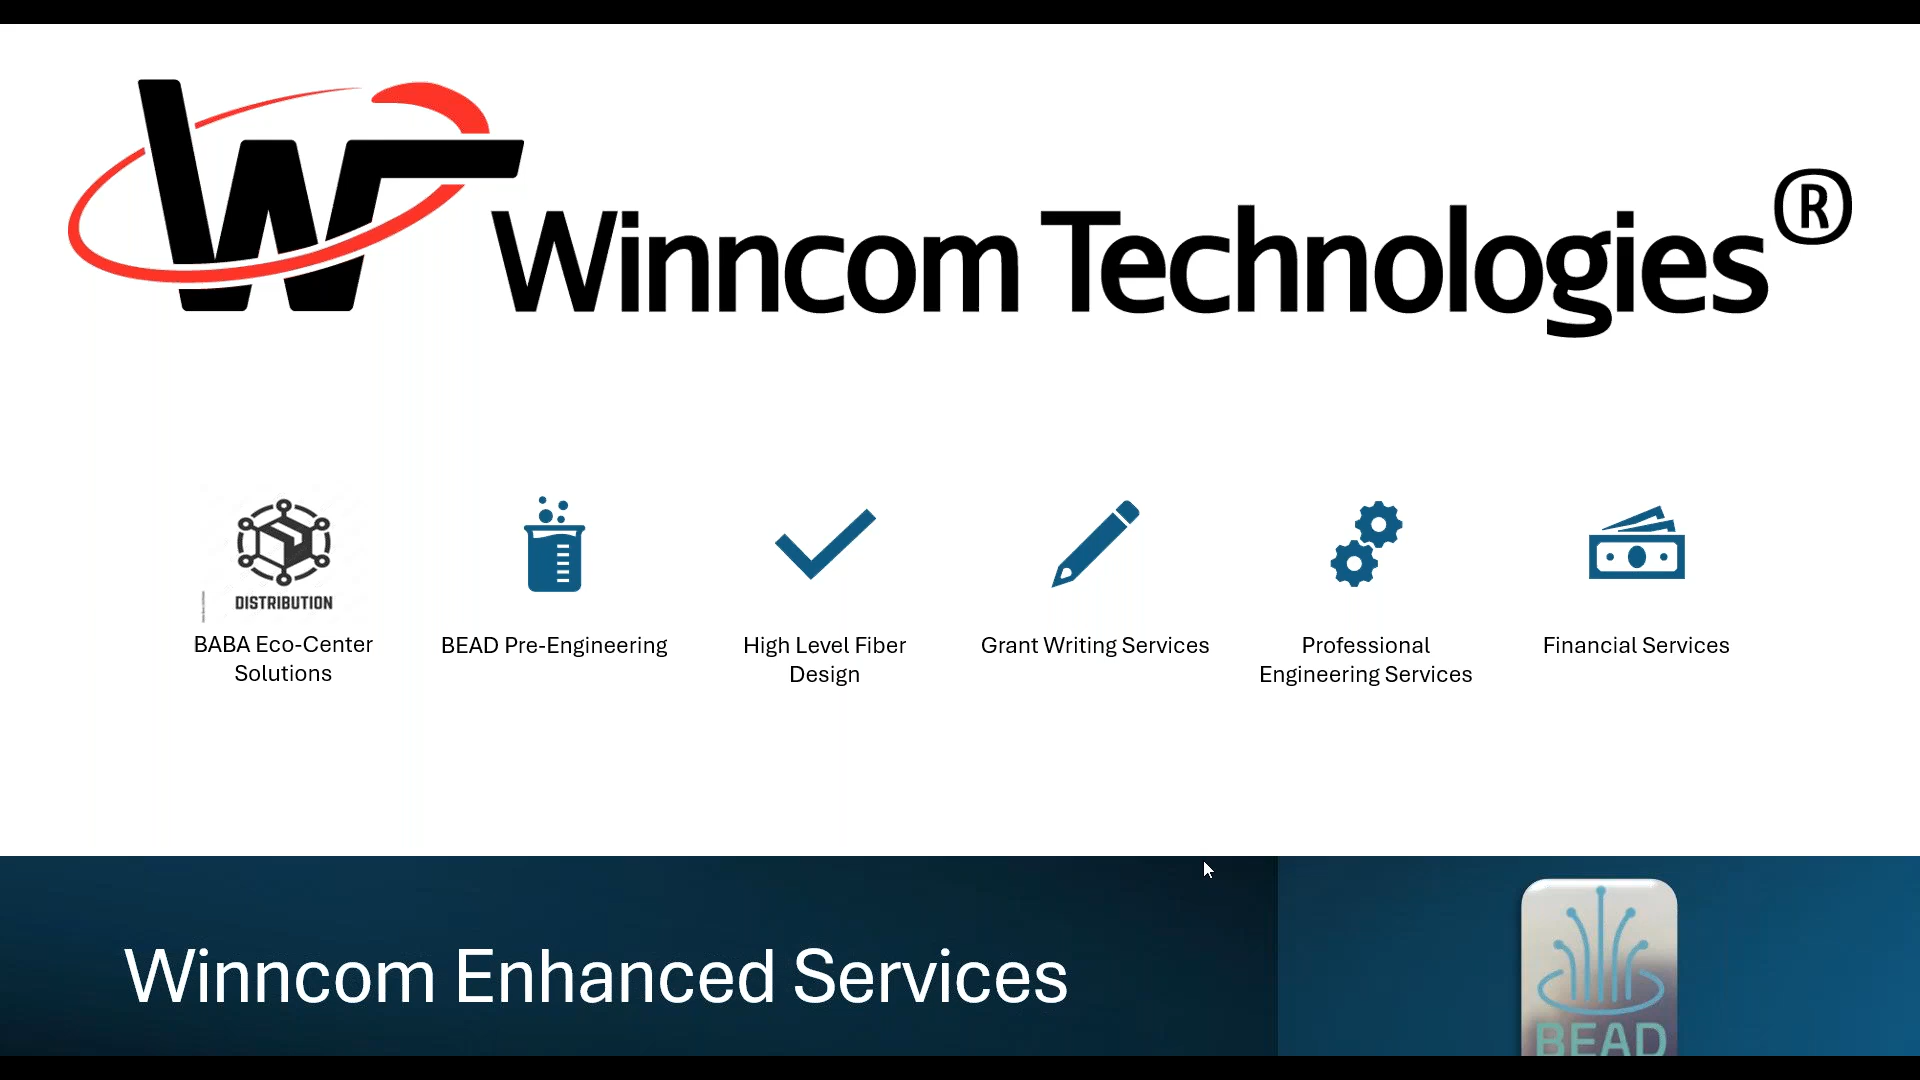 Winncom Technologies®
DISTRIBUTION
BABA Eco-Center
Solutions
BEAD Pre-Engineering
High Level Fiber
Design
Grant Writing Services
Professional
Engineering Services
Financial Services
Winncom Enhanced Services
BEAD